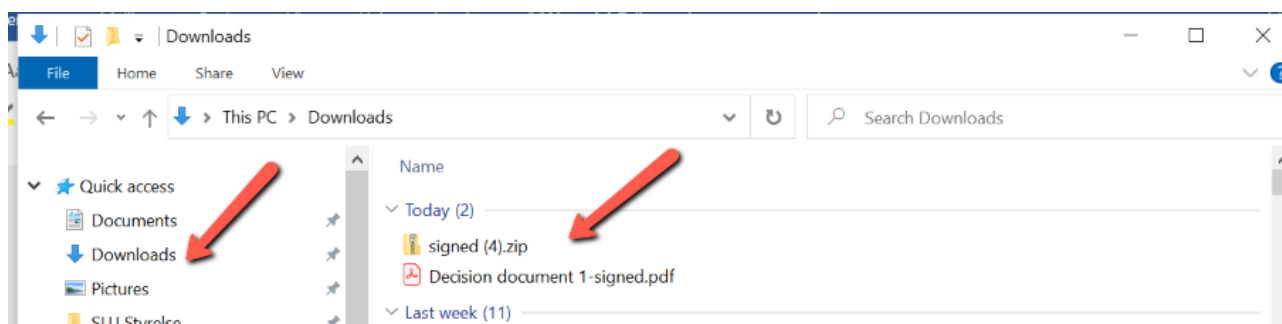 Downloads
File Home Share View
This PC > Downloads
Search Downloads
Name
Quick access
Documents
Downloads
Pictures
Today (2)
signed (4).zip
Decision document 1-signed.pdf
Last week (11)